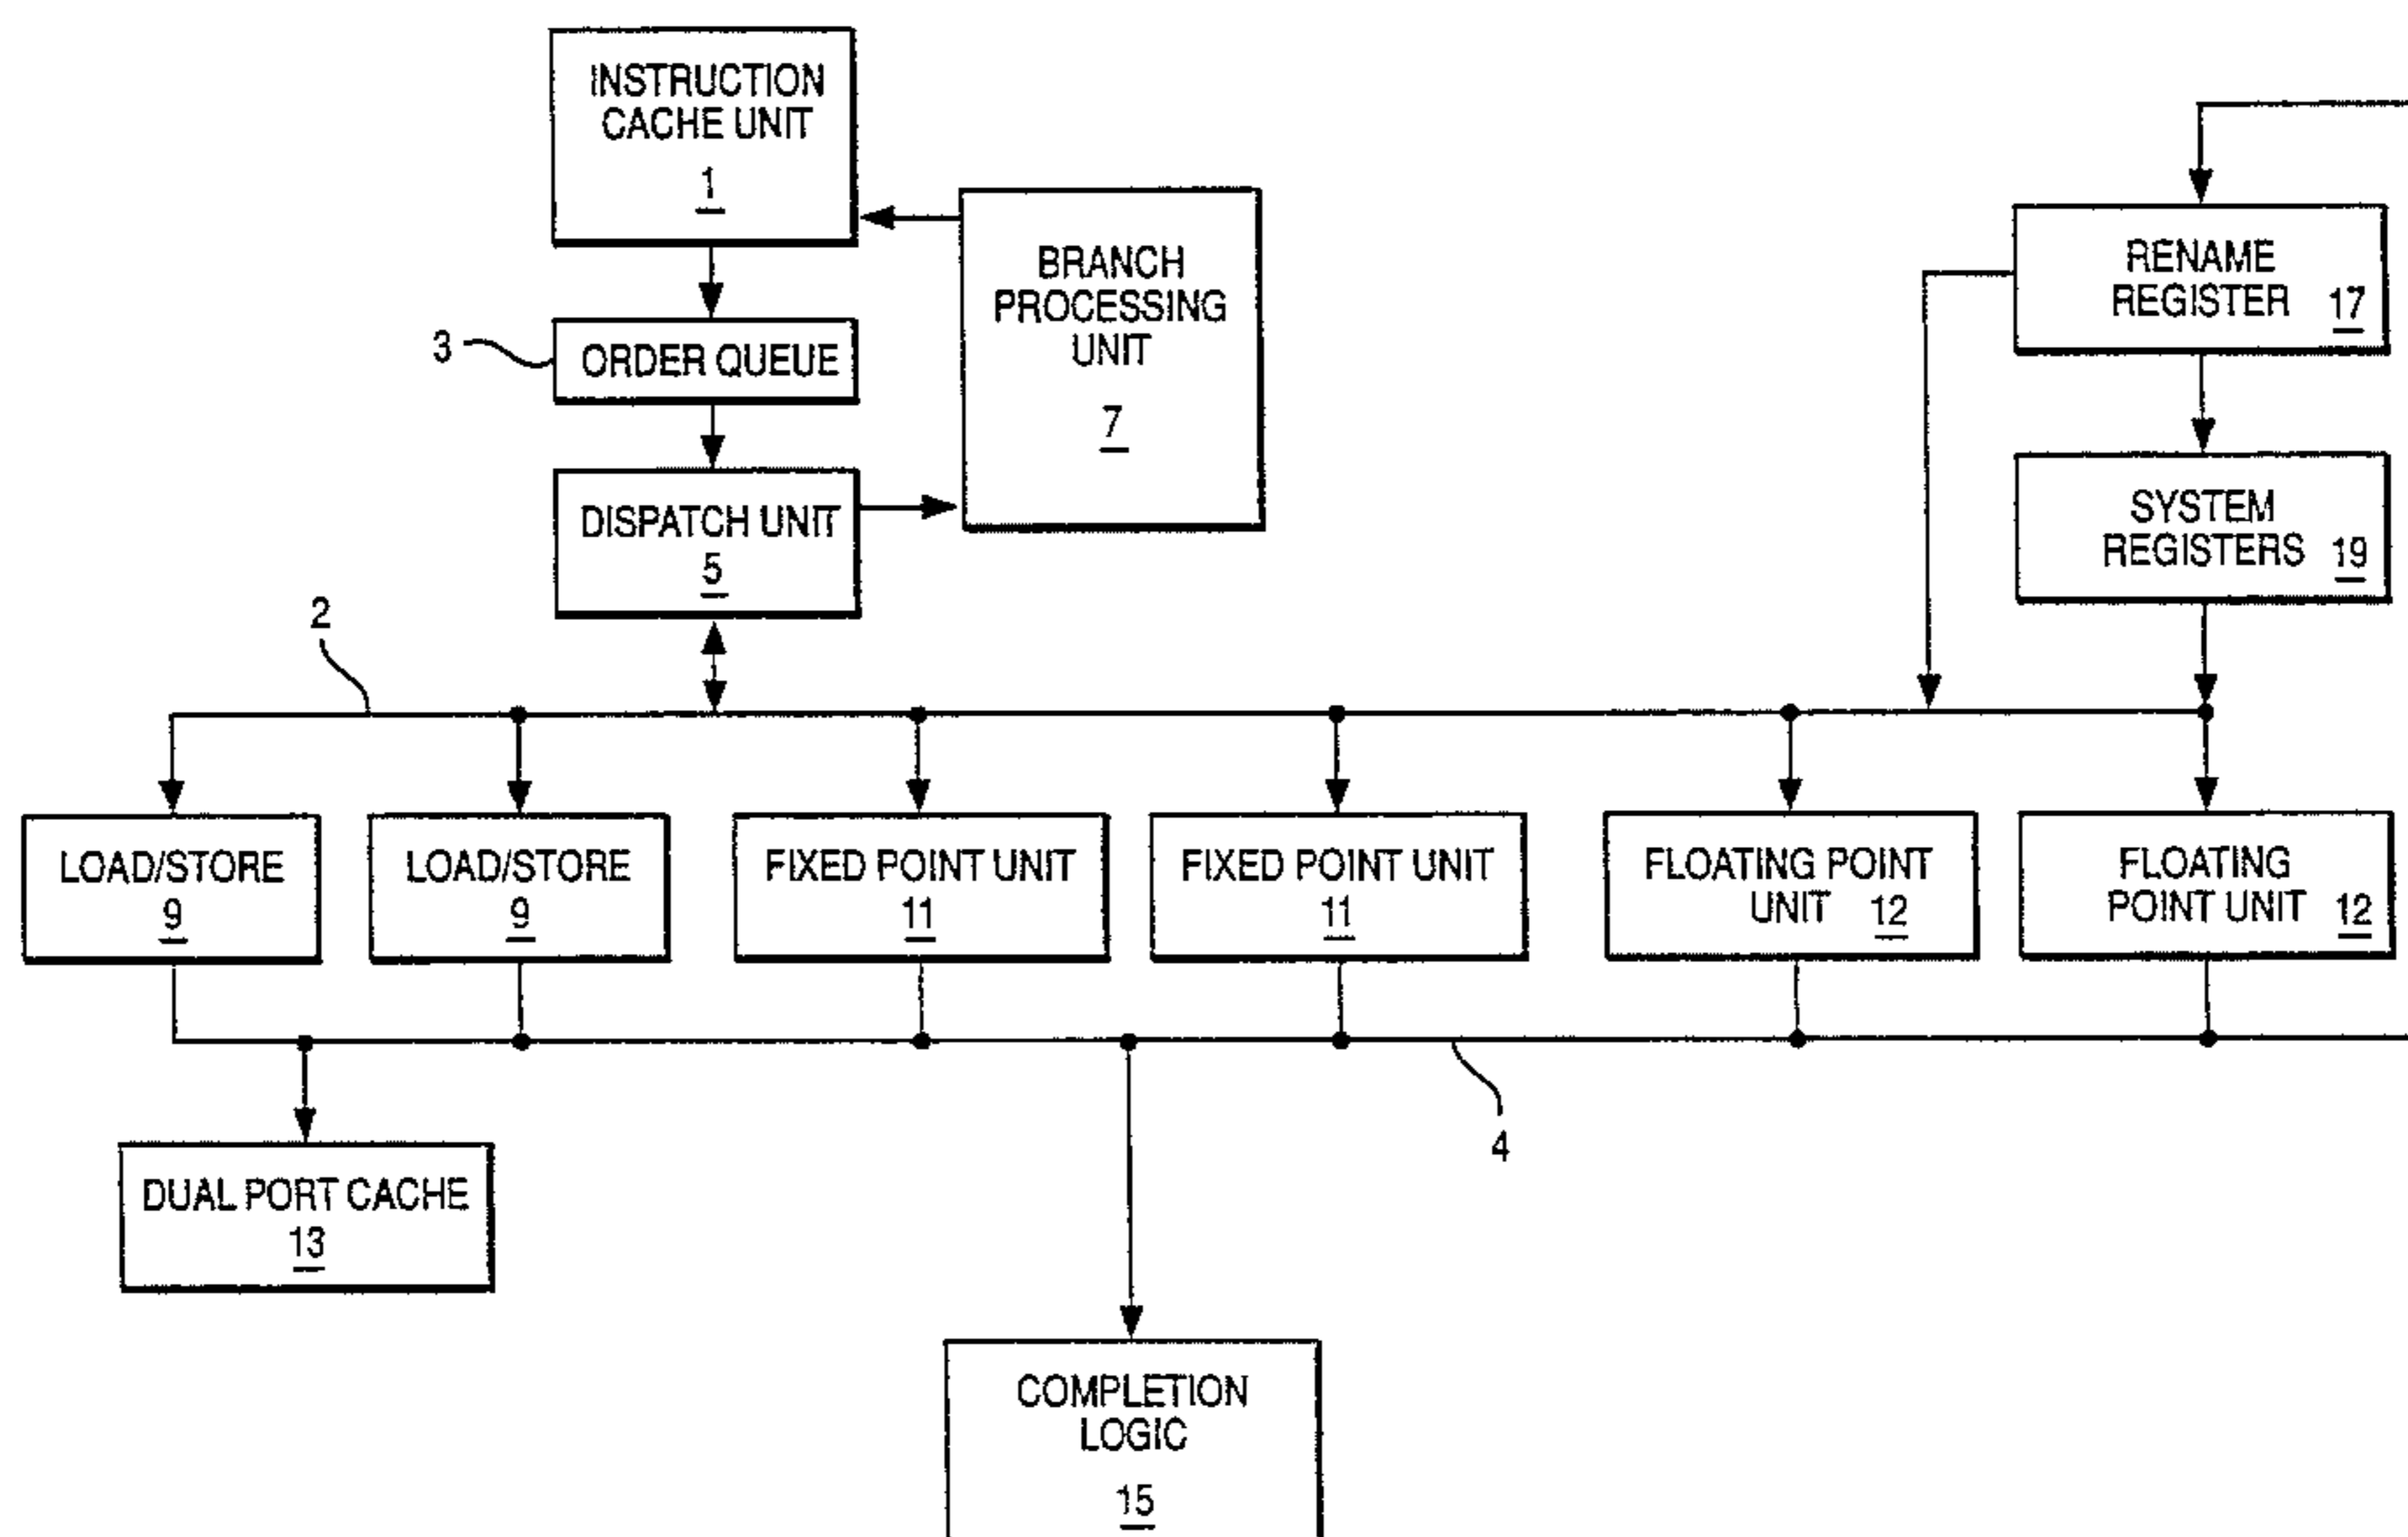 INSTRUCTION
CACHE UNIT
1
BRANCH
PROCESSING
UNIT
7
3
ORDER QUEUE
DISPATCH UNIT
5
RENAME
REGISTER 17
SYSTEM
REGISTERS 19
2
LOAD/STORE
9
LOAD/STORE
9
FIXED POINT UNIT
11
FIXED POINT UNIT
11
FLOATING POINT
UNIT 12
FLOATING
POINT UNIT 12
4
DUAL PORT CACHE
13
COMPLETION
LOGIC
15